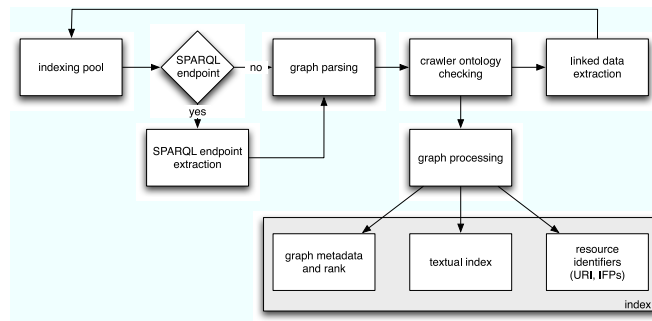 SPARQL
endpoint
indexing pool
no
graph parsing
crawler ontology
checking
linked data
extraction
yes
SPARQL endpoint
extraction
graph processing
graph metadata
and rank
textual index
resource
identifiers
(URI, IFPs)
index